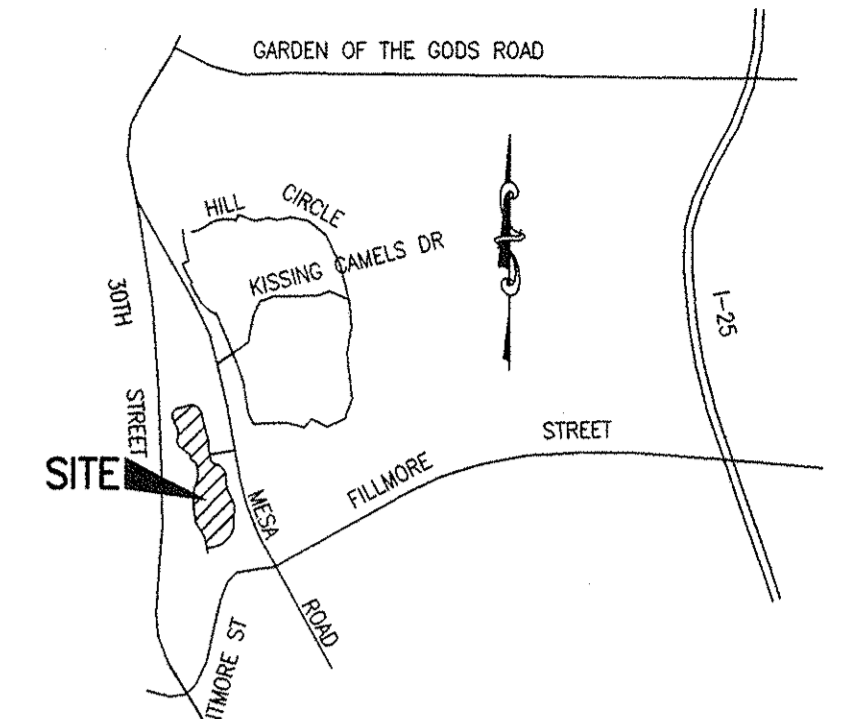 GARDEN OF THE GODS ROAD
HILL CIRCLE
KISSING CAMELS DR
30TH STREET
I-25
SITE
MESA ROAD
FILLMORE STREET
ITMORE ST